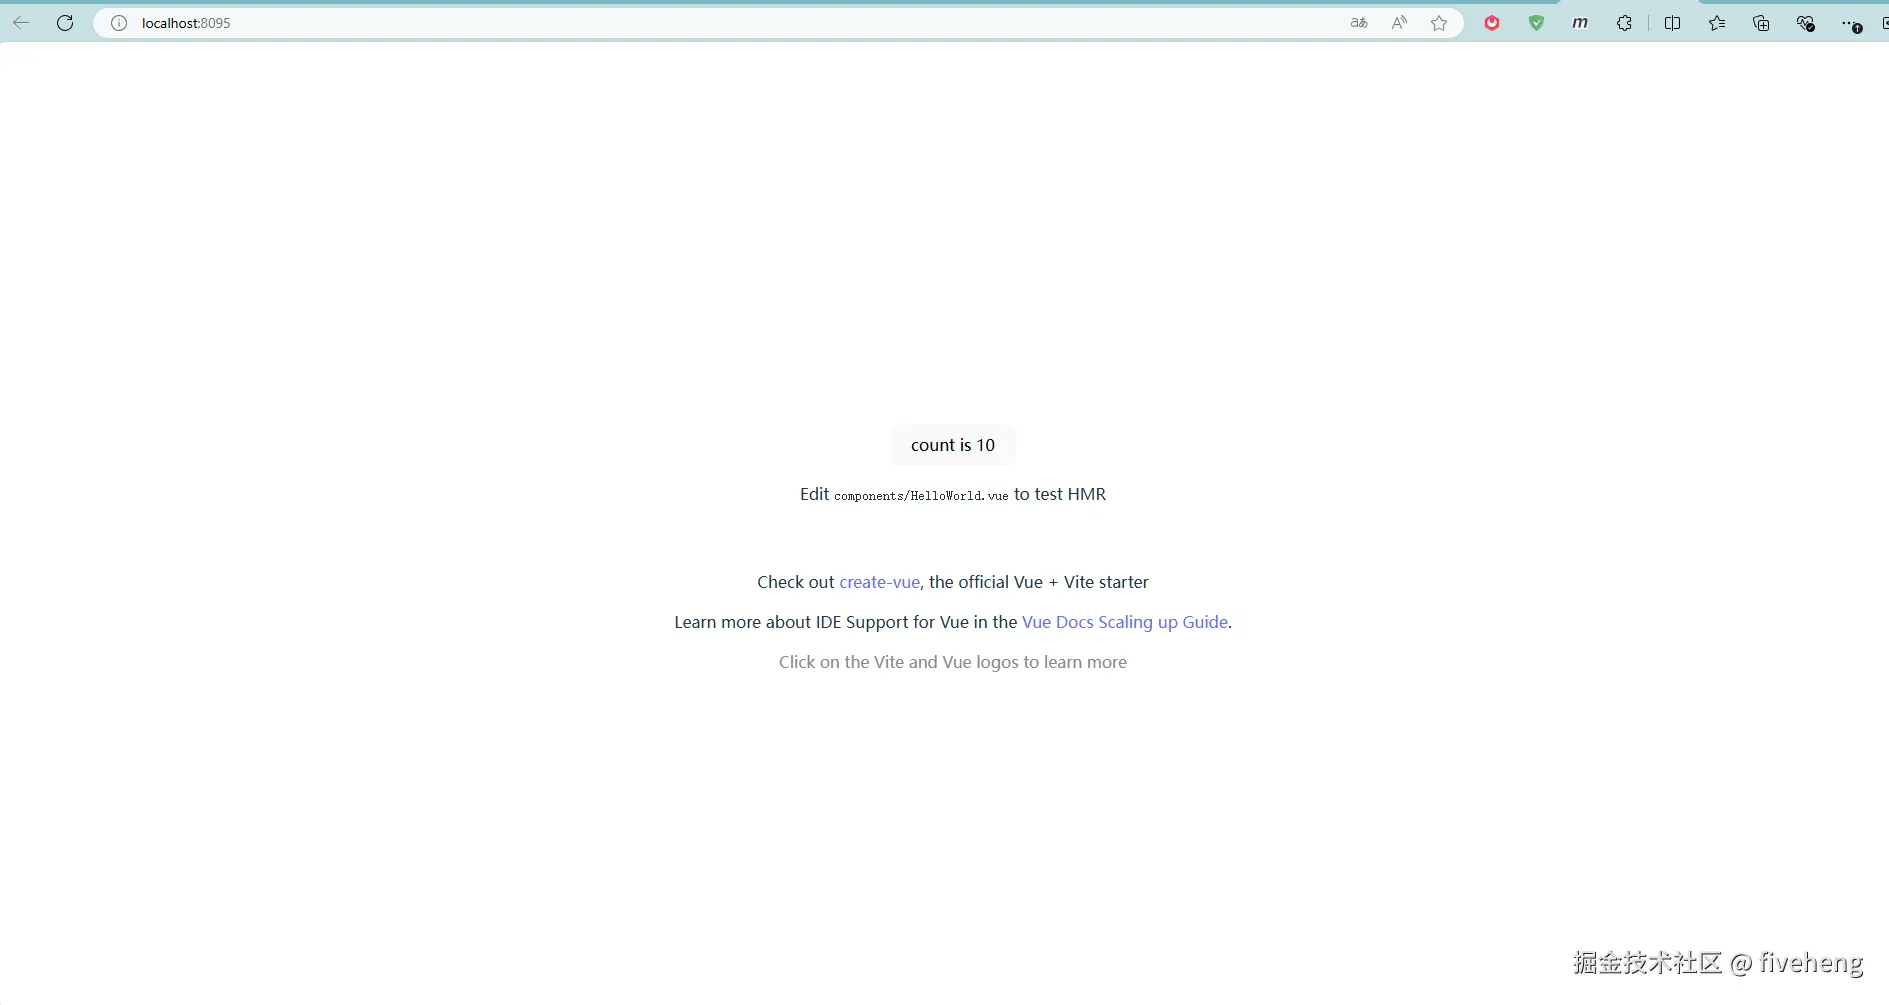 localhost:8095
count is 10
Edit components/HelloWorld.vue to test HMR
Check out create-vue, the official Vue + Vite starter
Learn more about IDE Support for Vue in the Vue Docs Scaling up Guide.
Click on the Vite and Vue logos to learn more
掘金技术社区 @ fiveheng